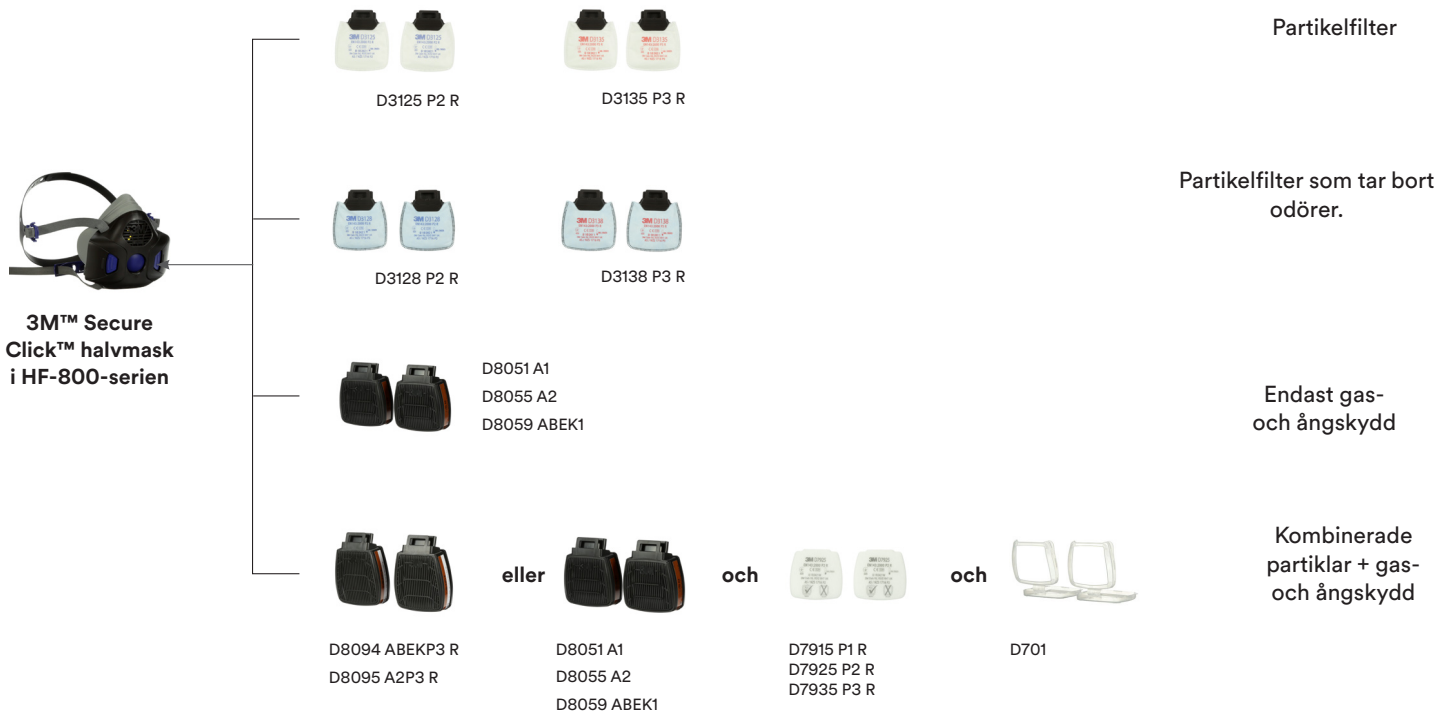 Partikelfilter
D3125 P2 R
D3135 P3 R
Partikelfilter som tar bort
odörer.
D3128 P2 R
D3138 P3 R
3M™ Secure
Click™ halvmask
i HF-800-serien
D8051 A1
D8055 A2
D8059 ABEK1
Endast gas-
och ångskydd
eller
och
och
Kombinerade
partiklar + gas-
och ångskydd
D8094 ABEKP3 R
D8095 A2P3 R
D8051 A1
D8055 A2
D8059 ABEK1
D7915 P1 R
D7925 P2 R
D7935 P3 R
D701